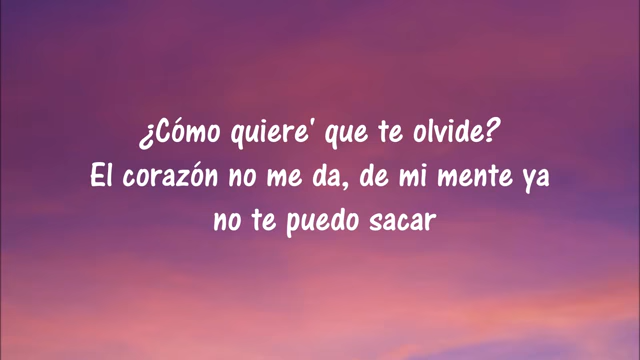 ¿Cómo quiere' que te olvide?
El corazón no me da, de mi mente ya
no te puedo sacar